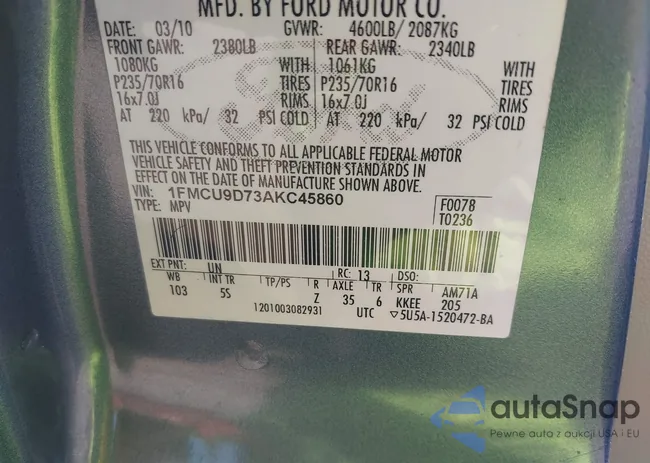 MFD. BY FORD MOTOR CO.
DATE: 03/10 GVWR: 4600LB/ 2087KG
FRONT GAWR: 2380LB REAR GAWR: 2340LB
1080KG WITH 1061KG WITH
P235/70R16 TIRES P235/70R16 TIRES
16x7.0J RIMS 16x7.0J RIMS
AT 220 kPa/ 32 PSI COLD AT 220 kPa/ 32 PSI COLD
Ford
THIS VEHICLE CONFORMS TO ALL APPLICABLE FEDERAL MOTOR
VEHICLE SAFETY AND THEFT PREVENTION STANDARDS IN
EFFECT ON THE DATE OF MANUFACTURE SHOWN ABOVE.
VIN: 1FMCU9D73AKC45860
TYPE: MPV
F0078
T0236
EXT PNT: UN RC: 13 DSO:
WB INT TR TP/PS R AXLE TR SPR AM71A
103 5S Z 35 6 KKEE 205
1201003082931 UTC ▽5U5A-1520472-BA
autaSnap
Pewne auta z aukcji USA i EU